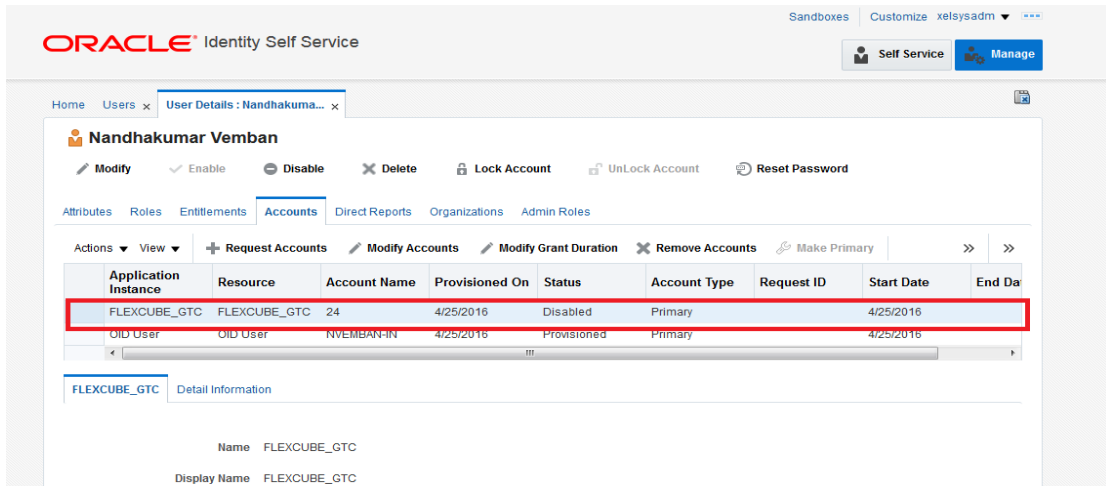 Sandboxes Customize xelsysadm
ORACLE Identity Self Service
Self Service Manage
Home Users x User Details : Nandhakuma... x
Nandhakumar Vemban
Modify Enable Disable Delete Lock Account UnLock Account Reset Password
Attributes Roles Entitlements Accounts Direct Reports Organizations Admin Roles
Actions View Request Accounts Modify Accounts Modify Grant Duration Remove Accounts Make Primary » »
Application Instance Resource Account Name Provisioned On Status Account Type Request ID Start Date End Dat
FLEXCUBE_GTC FLEXCUBE_GTC 24 4/25/2016 Disabled Primary 4/25/2016
OID User OID User NVEMBAN-IN 4/25/2016 Provisioned Primary 4/25/2016
FLEXCUBE_GTC Detail Information
Name FLEXCUBE_GTC
Display Name FLEXCUBE_GTC